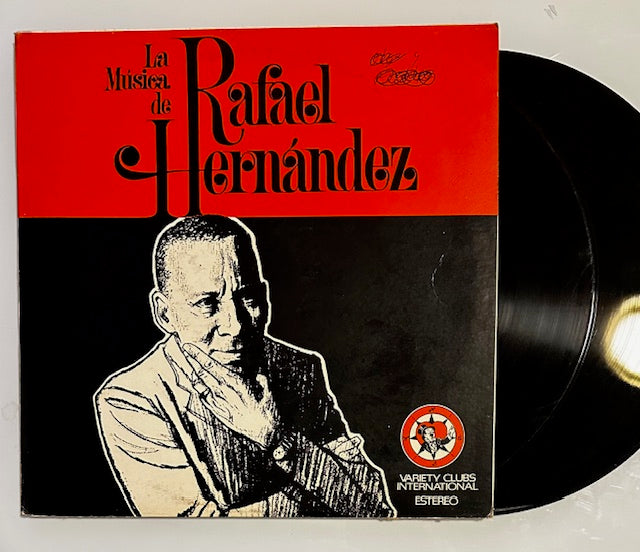 La
Música
de
Rafael
Hernández
VARIETY CLUBS
INTERNATIONAL
ESTEREO